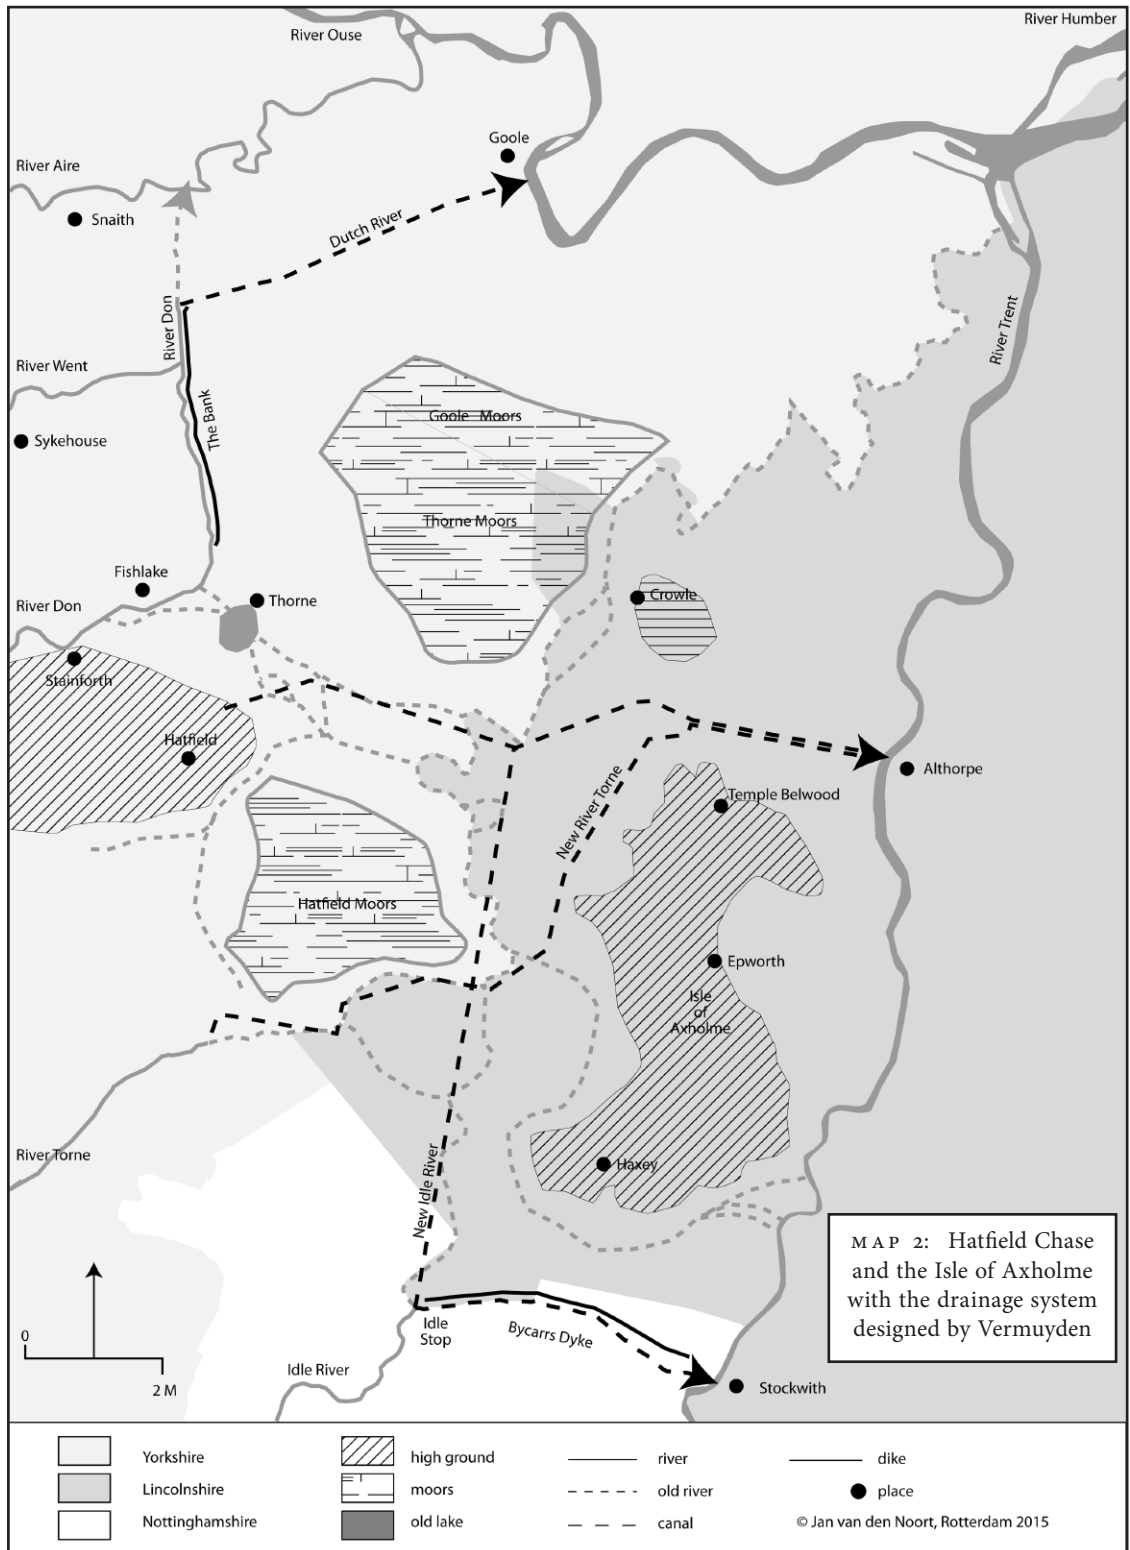 River Humber
River Ouse
Goole
River Aire
Snaith
Dutch River
River Don
River Trent
River Went
The Bank
Goole Moors
Sykehouse
Thorne Moors
Fishlake
Thorne
Crowle
River Don
Stainforth
Hatfield
Althorpe
New River Torne
Temple Belwood
Hatfield Moors
Epworth
Isle
of
Axholme
River Torne
Haxey
New Idle River
MAP 2: Hatfield Chase
and the Isle of Axholme
with the drainage system
designed by Vermuyden
Idle
Stop
Bycarrs Dyke
0
2 M
Idle River
Stockwith
Yorkshire
high ground
river
dike
Lincolnshire
moors
old river
place
Nottinghamshire
old lake
canal
© Jan van den Noort, Rotterdam 2015